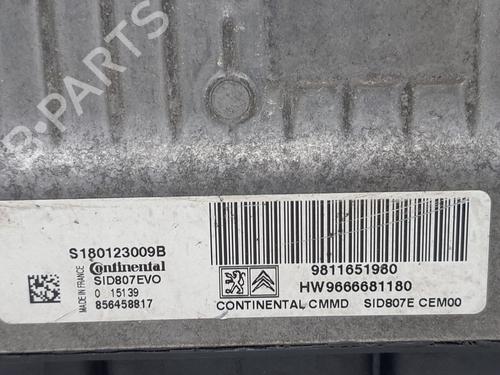 B-PARTS
S180123009B
Continental
SID807EVO
0 15139
856458817
MADE IN FRANCE
9811651980
HW9666681180
CONTINENTAL CMMD SID807E CEM00